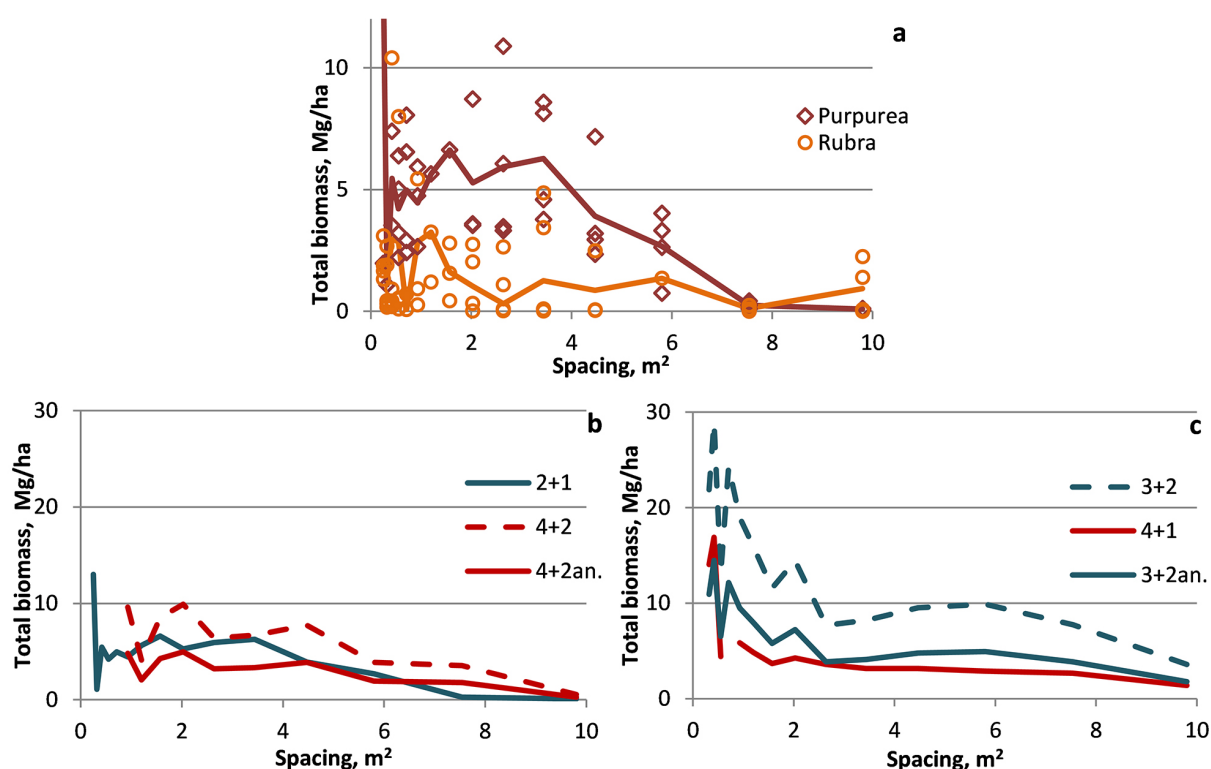 a
10
5
0
Total biomass, Mg/ha
Purpurea
Rubra
0 2 4 6 8 10
Spacing, m²
b
30
20
10
0
Total biomass, Mg/ha
2+1
4+2
4+2an.
0 2 4 6 8 10
Spacing, m²
c
30
20
10
0
Total biomass, Mg/ha
3+2
4+1
3+2an.
0 2 4 6 8 10
Spacing, m²